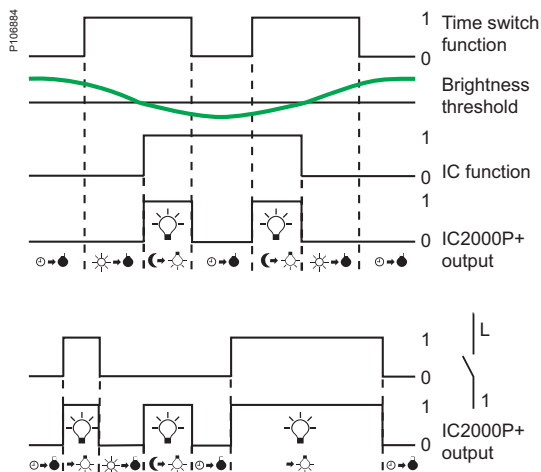 P106884
1
Time switch
function
0
Brightness
threshold
1
IC function
0
1
IC2000P+
output
0
1
L
0
1
1
IC2000P+
output
0